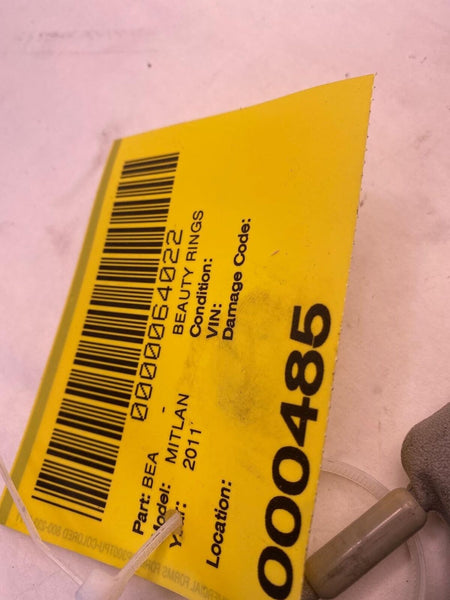 0000064022
Part: BEA - BEAUTY RINGS
Model: MITLAN Condition:
Year: 2011 VIN:
Damage Code:
Location:
000485